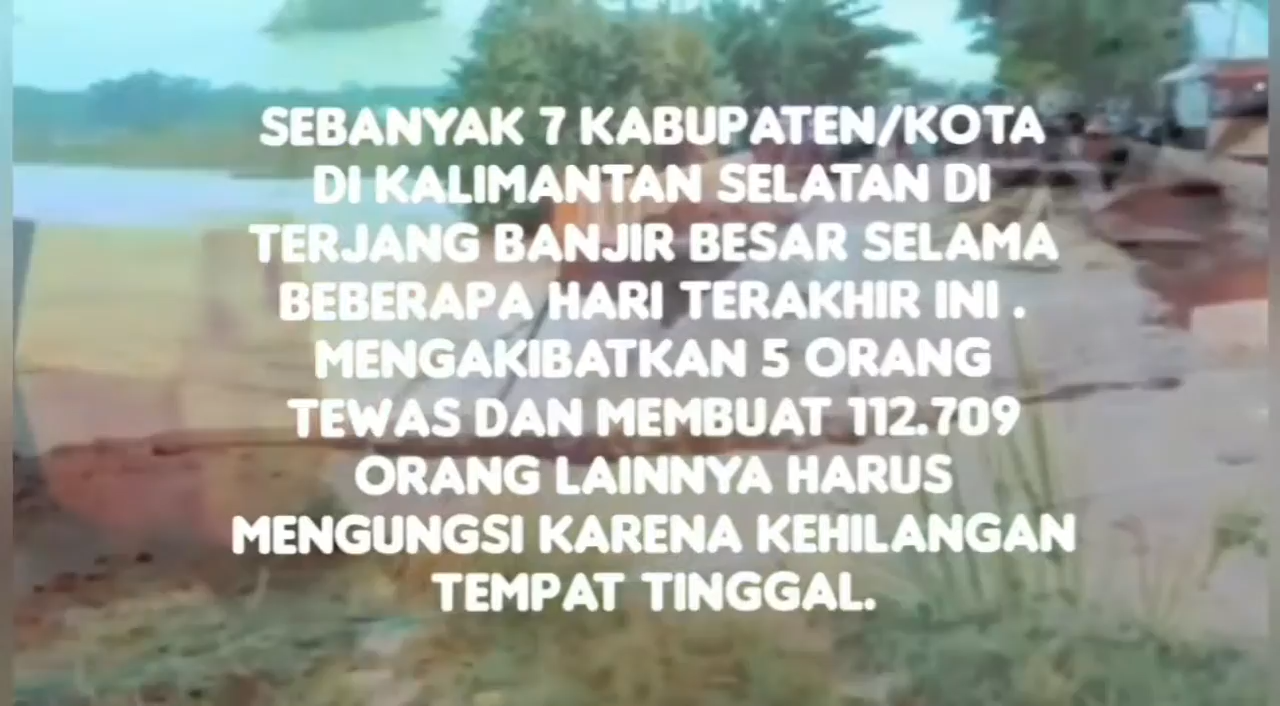 SEBANYAK 7 KABUPATEN/KOTA
DI KALIMANTAN SELATAN DI
TERJANG BANJIR BESAR SELAMA
BEBERAPA HARI TERAKHIR INI .
MENGAKIBATKAN 5 ORANG
TEWAS DAN MEMBUAT 112.709
ORANG LAINNYA HARUS
MENGUNGSI KARENA KEHILANGAN
TEMPAT TINGGAL.